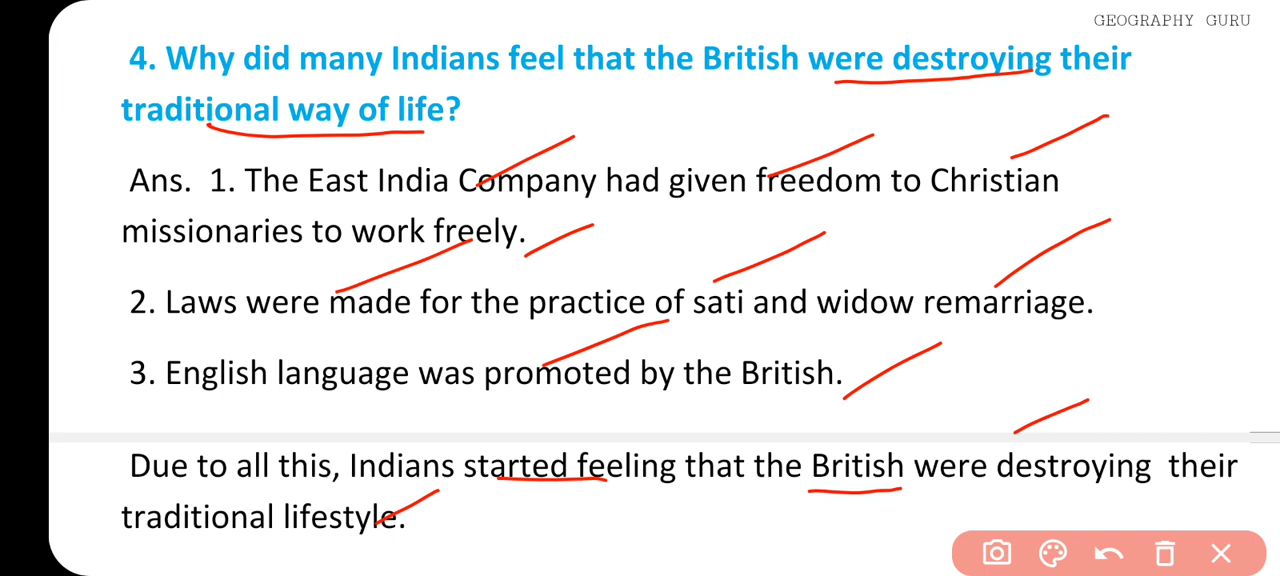 GEOGRAPHY GURU
4. Why did many Indians feel that the British were destroying their
traditional way of life?
Ans. 1. The East India Company had given freedom to Christian
missionaries to work freely.
2. Laws were made for the practice of sati and widow remarriage.
3. English language was promoted by the British.
Due to all this, Indians started feeling that the British were destroying their
traditional lifestyle.